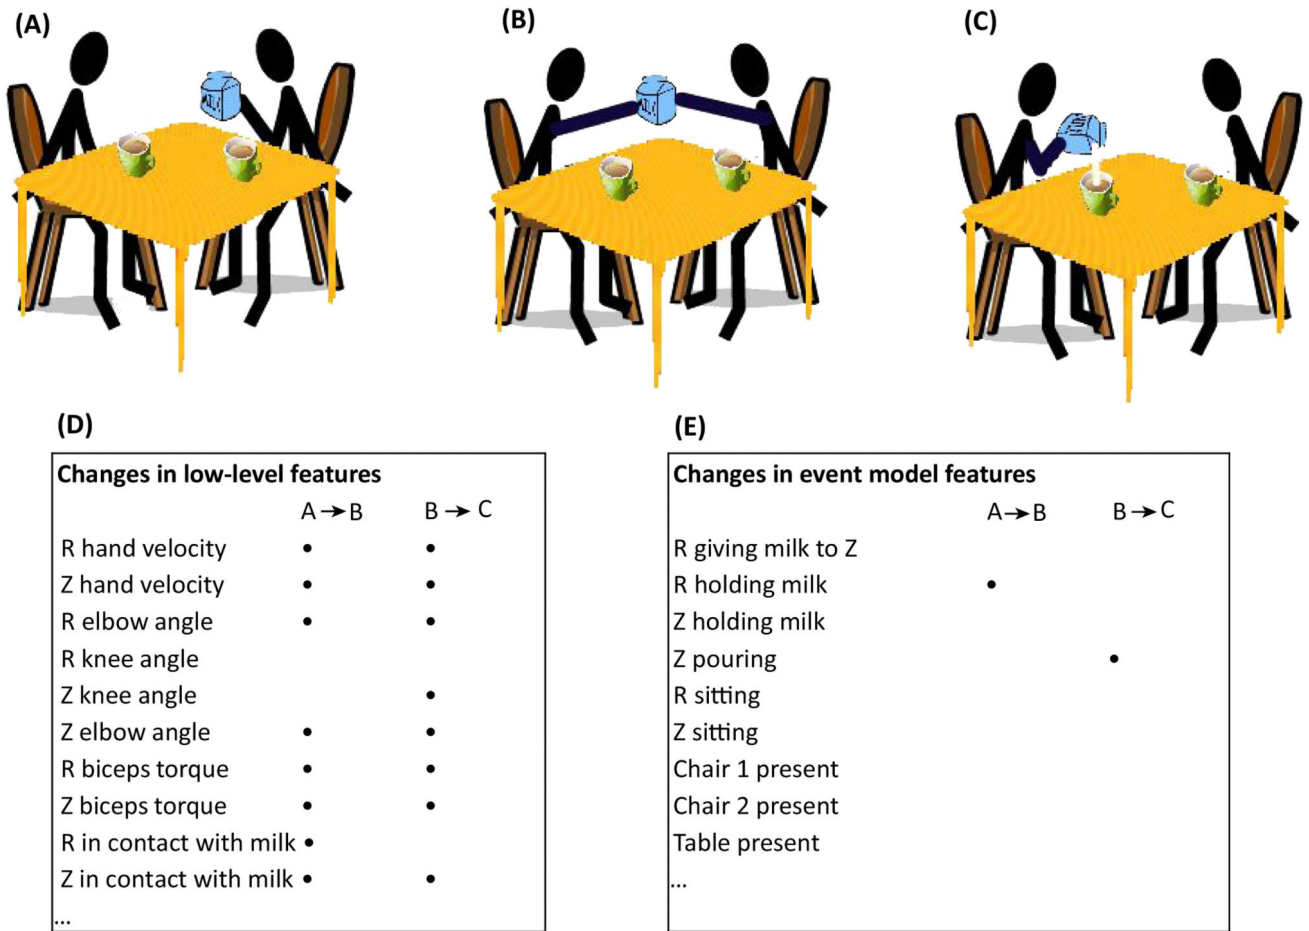 (A)
(B)
(C)
(D)
Changes in low-level features
A → B B → C
R hand velocity • •
Z hand velocity • •
R elbow angle • •
R knee angle
Z knee angle •
Z elbow angle • •
R biceps torque • •
Z biceps torque • •
R in contact with milk •
Z in contact with milk • •
...
(E)
Changes in event model features
A → B B → C
R giving milk to Z
R holding milk •
Z holding milk
Z pouring •
R sitting
Z sitting
Chair 1 present
Chair 2 present
Table present
...